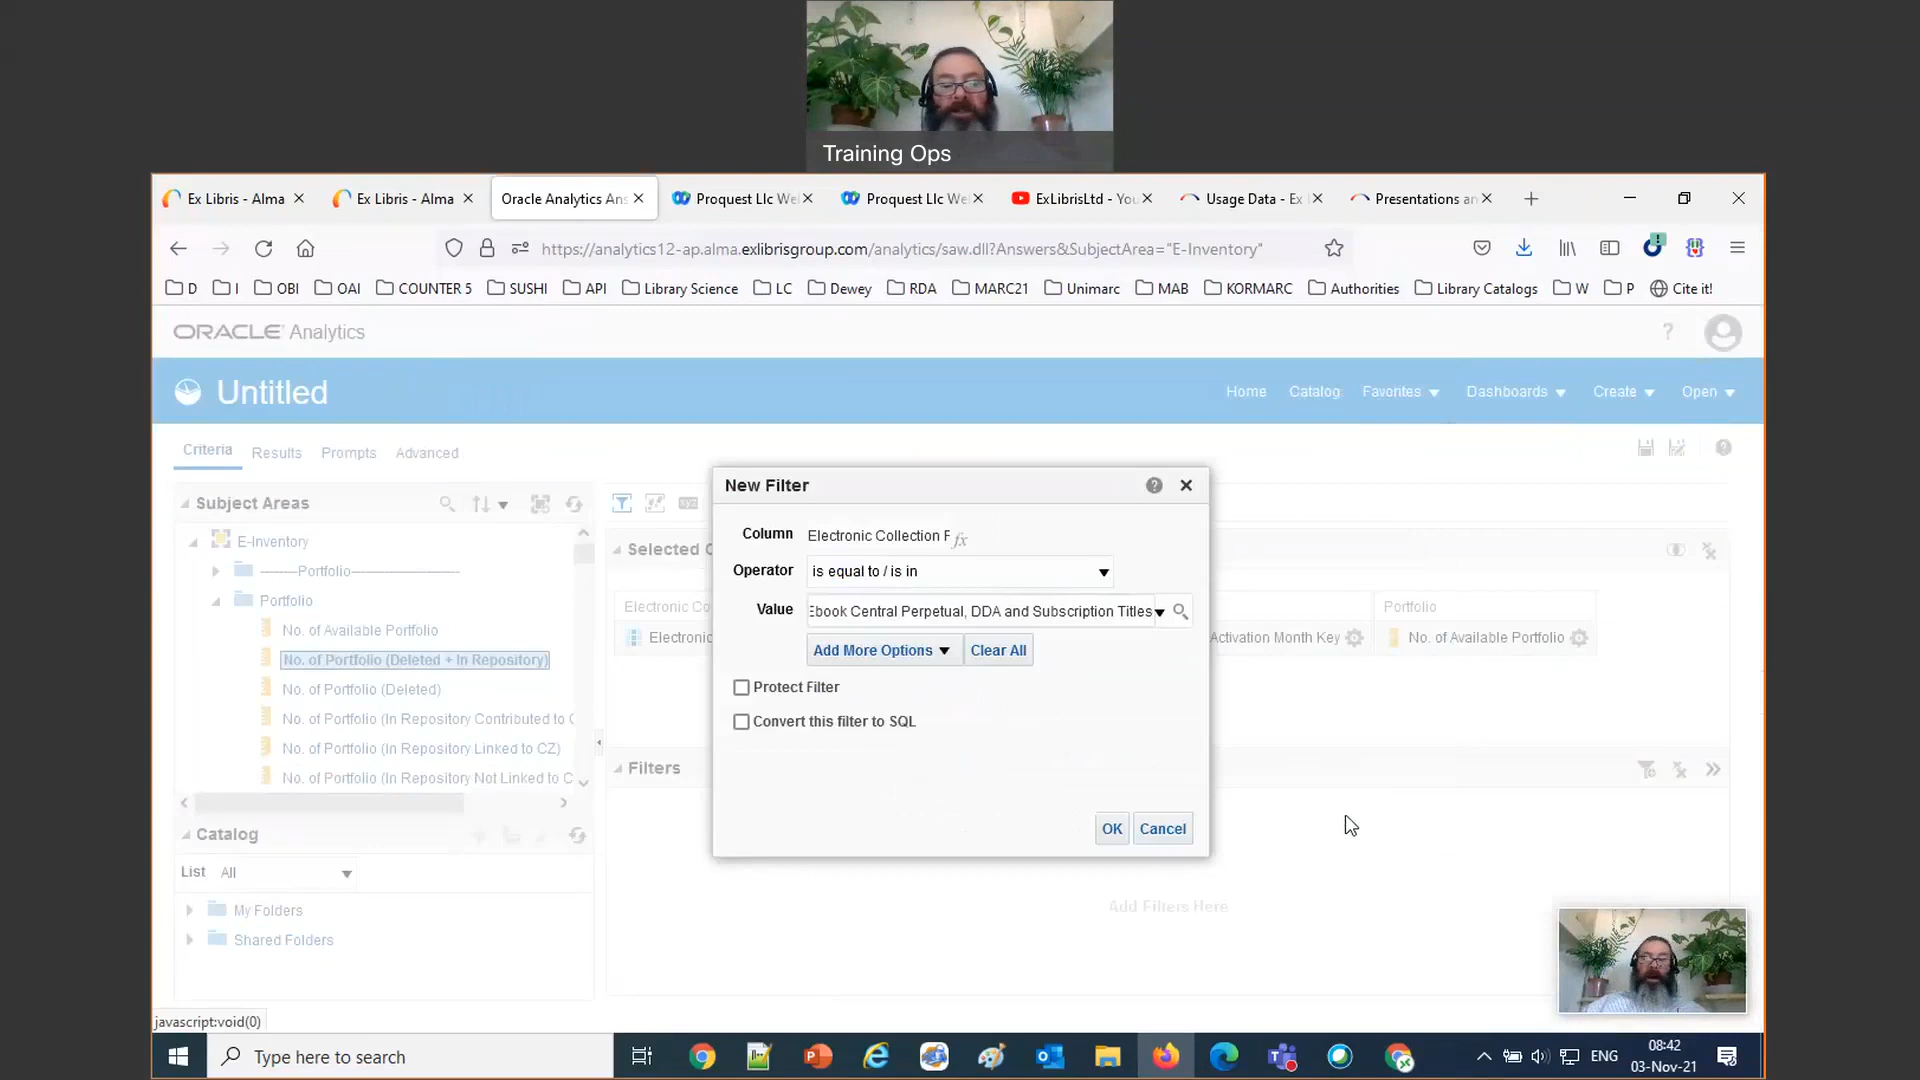 Training Ops
Ex Libris - Alma
Ex Libris - Alma
Oracle Analytics An
Proquest Llc We
Proquest Llc We
ExLibrisLtd - You
Usage Data - Ex
Presentations an
https://analytics12-ap.alma.exlibrisgroup.com/analytics/saw.dll?Answers&SubjectArea="E-Inventory"
D
I
OBI
OAI
COUNTER 5
SUSHI
API
Library Science
LC
Dewey
RDA
MARC21
Unimarc
MAB
KORMARC
Authorities
Library Catalogs
W
P
Cite it!
ORACLE Analytics
Untitled
Home
Catalog
Favorites
Dashboards
Create
Open
Criteria
Results
Prompts
Advanced
Subject Areas
E-Inventory
---------Portfolio--------------------------
Portfolio
No. of Available Portfolio
No. of Portfolio (Deleted + In Repository)
No. of Portfolio (Deleted)
No. of Portfolio (In Repository Contributed to C
No. of Portfolio (In Repository Linked to CZ)
No. of Portfolio (In Repository Not Linked to C
Catalog
List All
My Folders
Shared Folders
Selected C
Electronic Co
Electronic
Activation Month Key
Portfolio
No. of Available Portfolio
Filters
Add Filters Here
New Filter
Column Electronic Collection P fx
Operator is equal to / is in
Value Ebook Central Perpetual, DDA and Subscription Titles
Add More Options
Clear All
Protect Filter
Convert this filter to SQL
OK
Cancel
javascript:void(0)
Type here to search
ENG
08:42
03-Nov-21